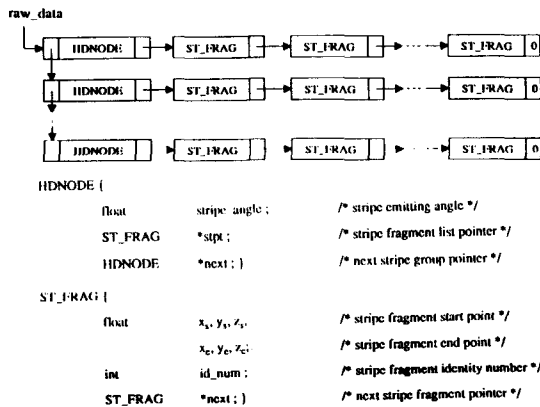 raw_data
HDNODE ST_FRAG ST_FRAG ST_FRAG 0
HDNODE ST_FRAG ST_FRAG ST_FRAG 0
HDNODE ST_FRAG ST_FRAG ST_FRAG 0
HDNODE {
float stripe_angle ; /* stripe emitting angle */
ST_FRAG *stpt ; /* stripe fragment list pointer */
HDNODE *next ; } /* next stripe group pointer */
ST_FRAG {
float x_s, y_s, z_s, /* stripe fragment start point */
x_e, y_e, z_e; /* stripe fragment end point */
int id_num ; /* stripe fragment identity number */
ST_FRAG *next ; } /* next stripe fragment pointer */